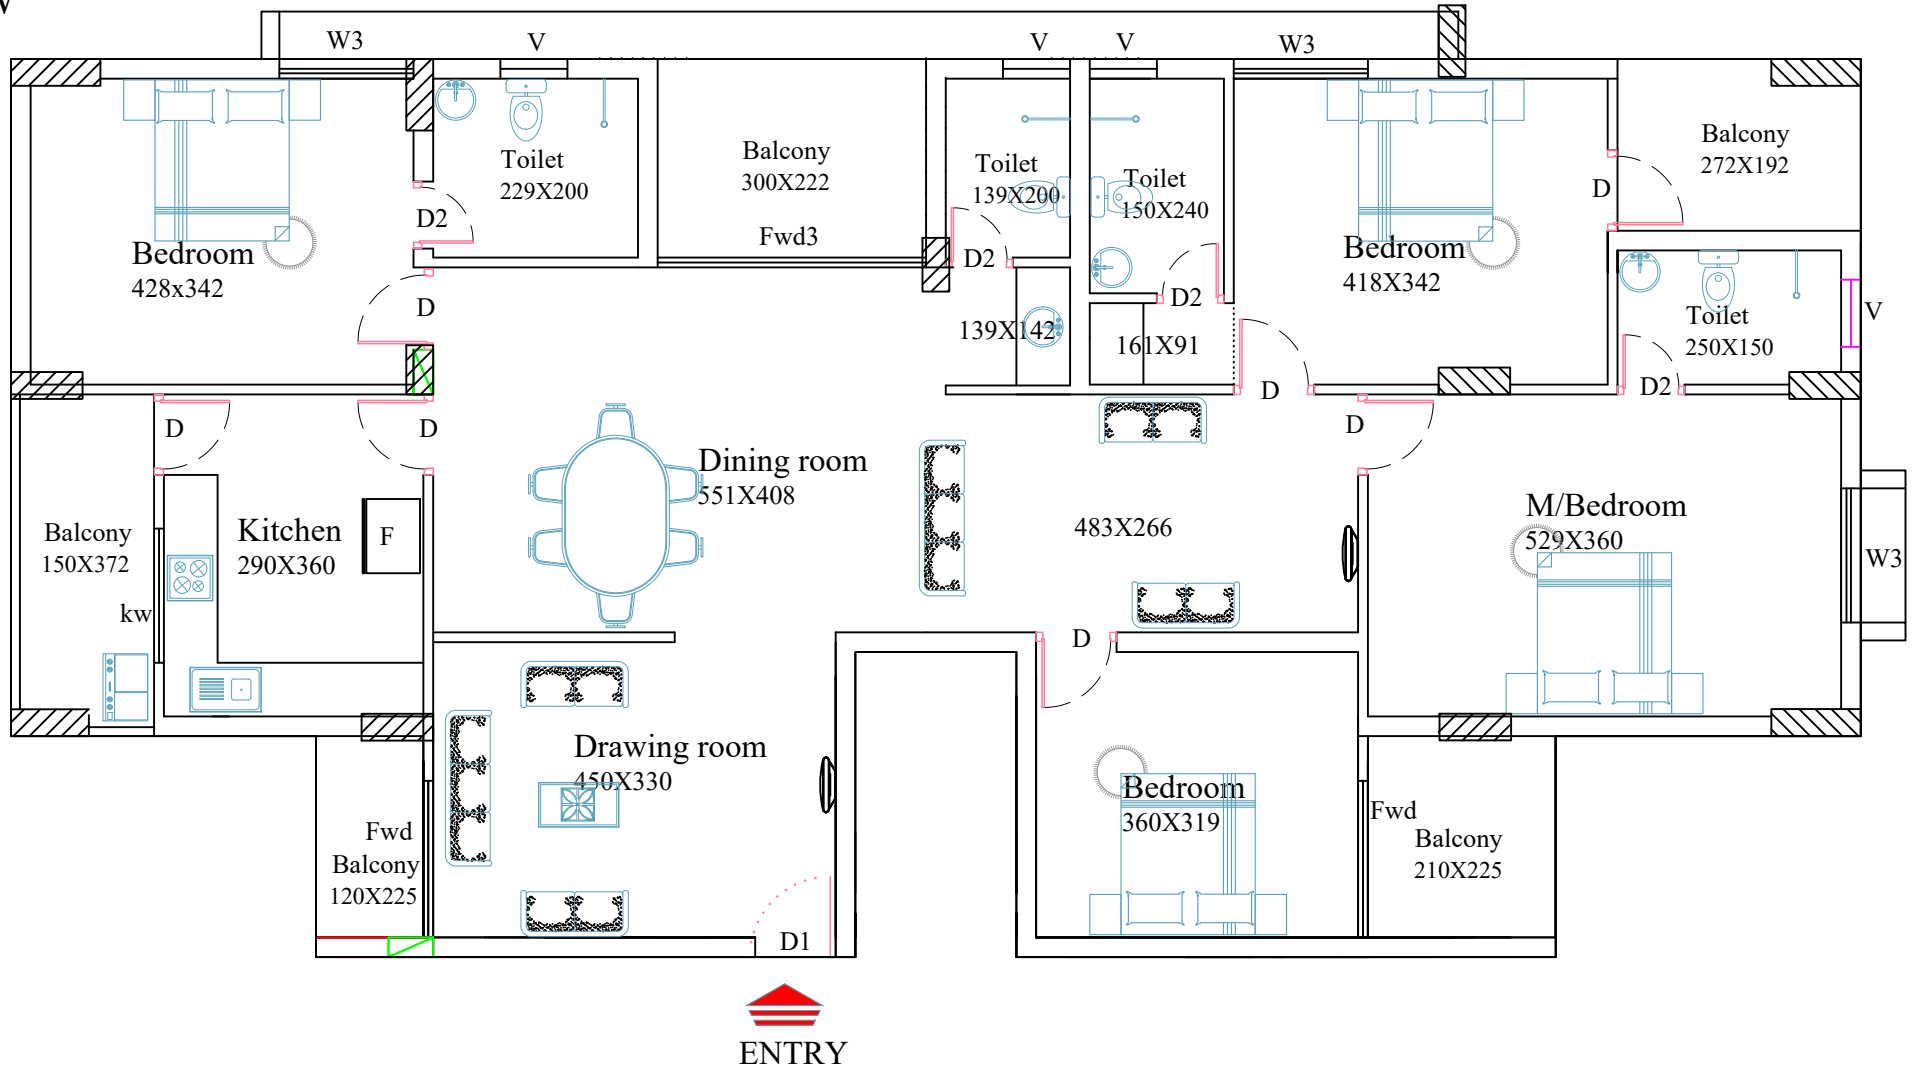 W3
V
V
V
W3
Toilet
229X200
Balcony
300X222
Toilet
139X200
Toilet
150X240
Balcony
272X192
D
D2
Fwd3
D2
Bedroom
428x342
Bedroom
418X342
D
D2
139X142
161X91
Toilet
250X150
V
D
D2
D
D
D
Dining room
551X408
M/Bedroom
529X360
483X266
Balcony
150X372
Kitchen
290X360
F
W3
kw
D
Drawing room
450X330
Bedroom
360X319
Fwd
Balcony
210X225
Fwd
Balcony
120X225
D1
ENTRY